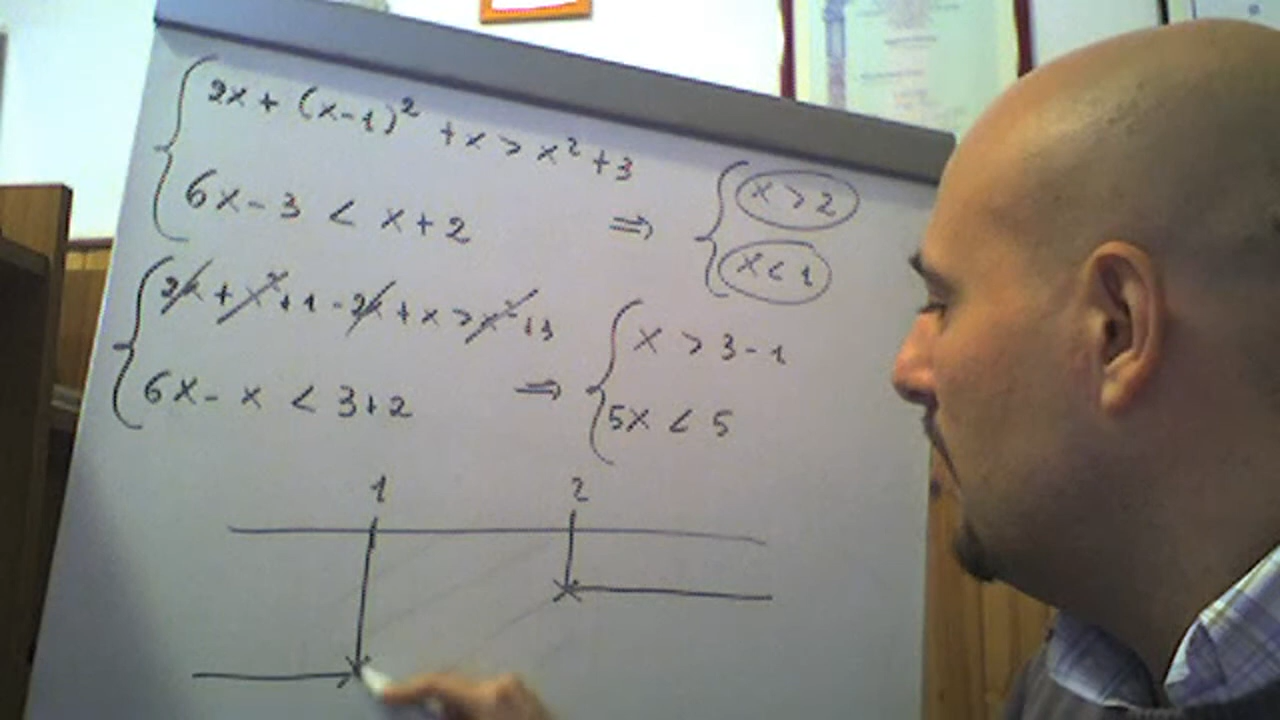 2x + (x-1)² + x > x² + 3
6x - 3 < x + 2 ⇒ { x > 2
x < 1
2x + x² + 1 - 2x + x > x² + 3
6x - x < 3 + 2 ⇒ { x > 3 - 1
5x < 5
1 2